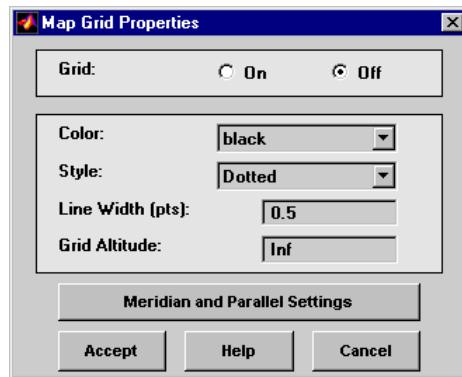 Map Grid Properties
Grid: On Off
Color: black
Style: Dotted
Line Width (pts): 0.5
Grid Altitude: Inf
Meridian and Parallel Settings
Accept Help Cancel